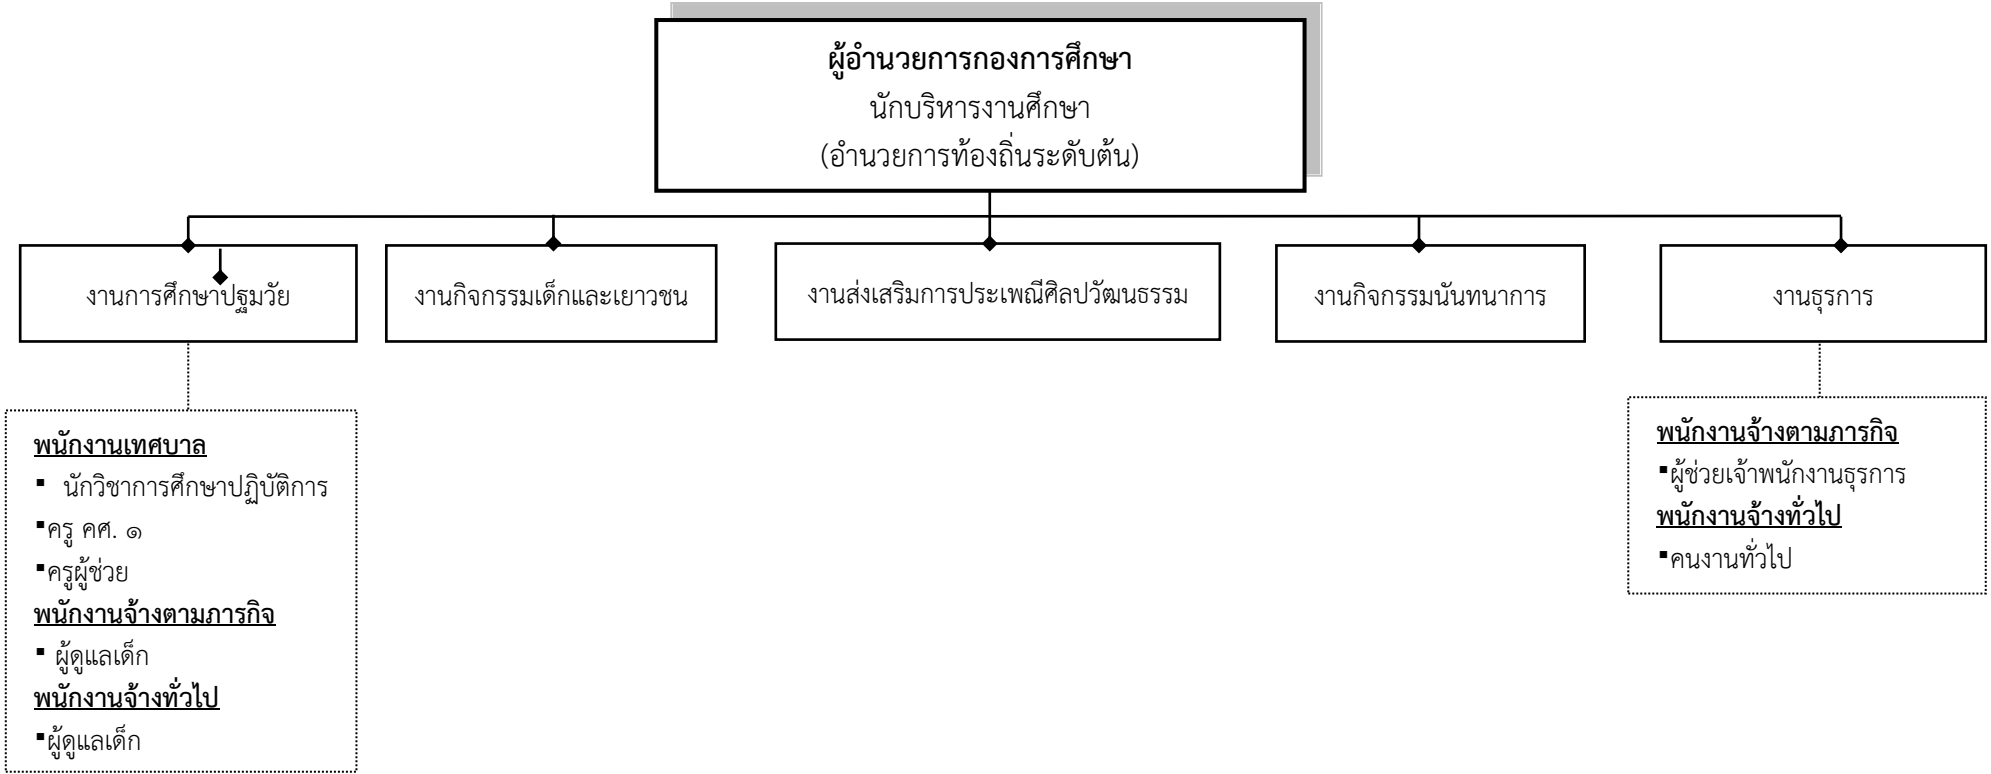 ผู้อำนวยการกองการศึกษา
นักบริหารงานศึกษา
(อำนวยการท้องถิ่นระดับต้น)
งานการศึกษาปฐมวัย
งานกิจกรรมเด็กและเยาวชน
งานส่งเสริมการประเพณีศิลปวัฒนธรรม
งานกิจกรรมนันทนาการ
งานธุรการ
พนักงานเทศบาล
▪ นักวิชาการศึกษาปฏิบัติการ
▪ครู คศ. ๑
▪ครูผู้ช่วย
พนักงานจ้างตามภารกิจ
▪ ผู้ดูแลเด็ก
พนักงานจ้างทั่วไป
▪ผู้ดูแลเด็ก
พนักงานจ้างตามภารกิจ
▪ผู้ช่วยเจ้าพนักงานธุรการ
พนักงานจ้างทั่วไป
▪คนงานทั่วไป